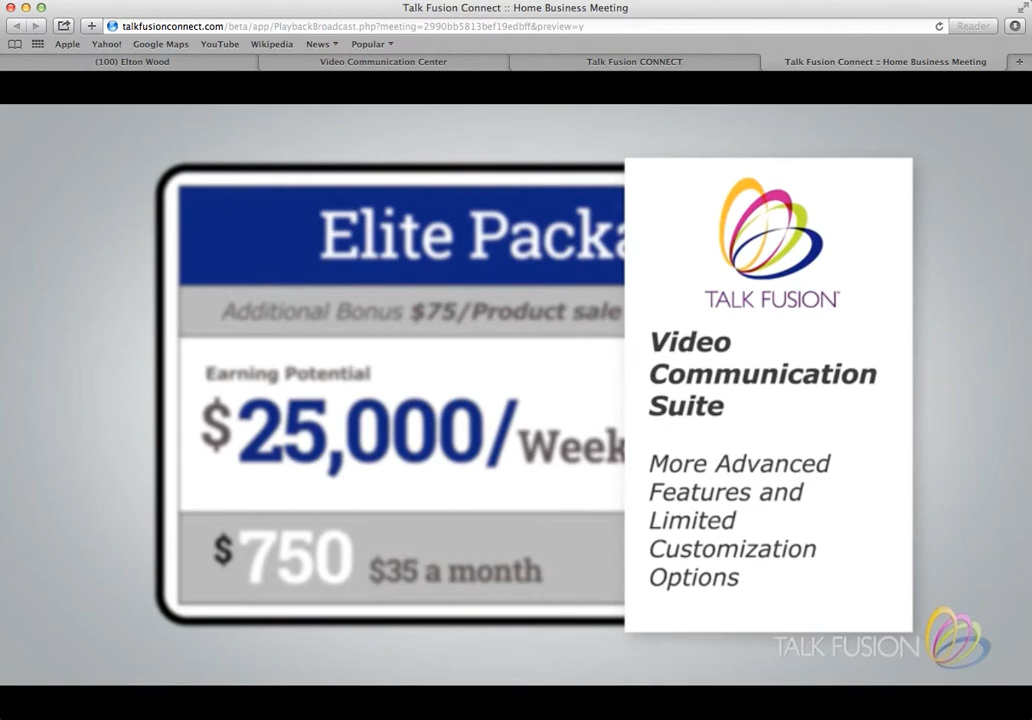 Talk Fusion Connect :: Home Business Meeting
talkfusionconnect.com/beta/app/PlaybackBroadcast.php?meeting=2990bb5813bef19edbff&preview=y
Reader
Apple Yahoo! Google Maps YouTube Wikipedia News Popular
(100) Elton Wood
Video Communication Center
Talk Fusion CONNECT
Talk Fusion Connect :: Home Business Meeting
Elite Packa
Additional Bonus $75/Product sale
Earning Potential
$25,000/Week
$750 $35 a month
TALK FUSION
Video
Communication
Suite
More Advanced
Features and
Limited
Customization
Options
TALK FUSION